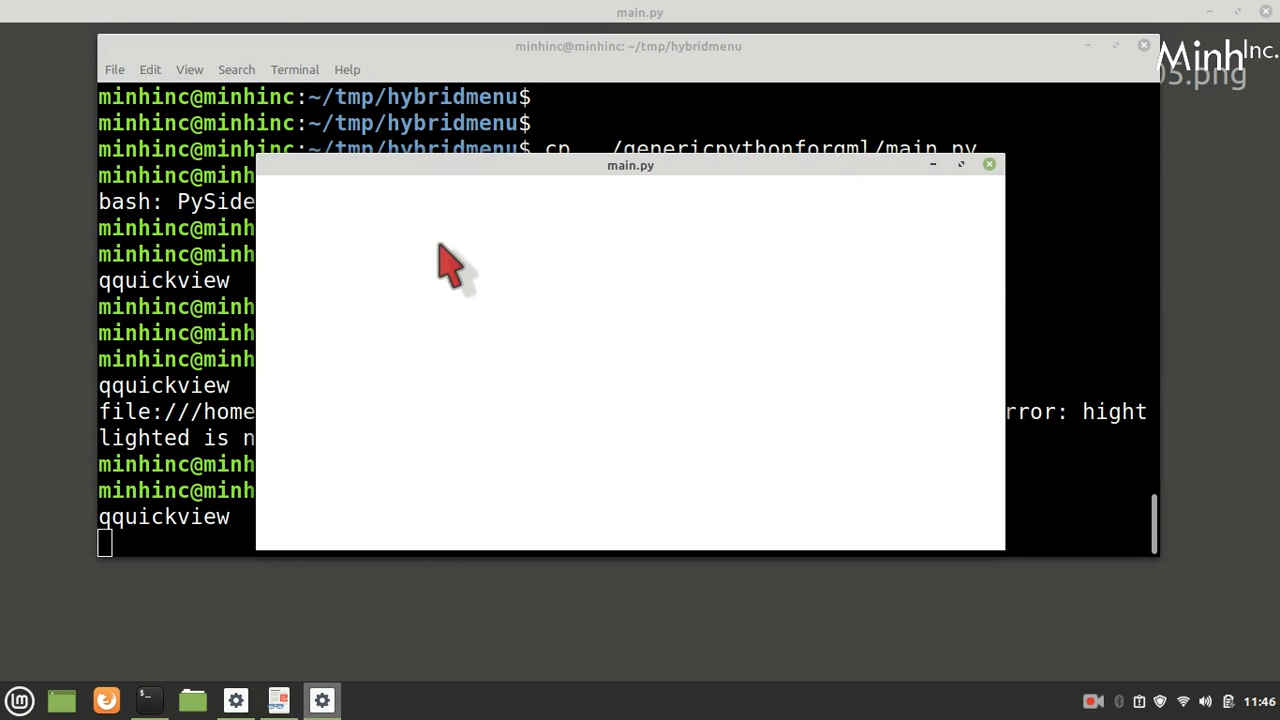 main.py
minhinc@minhinc: ~/tmp/hybridmenu
MinhInc.
05.png
File Edit View Search Terminal Help
minhinc@minhinc:~/tmp/hybridmenu$
minhinc@minhinc:~/tmp/hybridmenu$
minhinc@minhinc:~/tmp/hybridmenu$ cp /genericpythonforqml/main.py
main.py
minhinc@minh
bash: PySide
minhinc@minh
minhinc@minh
qquickview
minhinc@minh
minhinc@minh
minhinc@minh
qquickview
file:///home rror: hight
lighted is n
minhinc@minh
minhinc@minh
qquickview
11:46